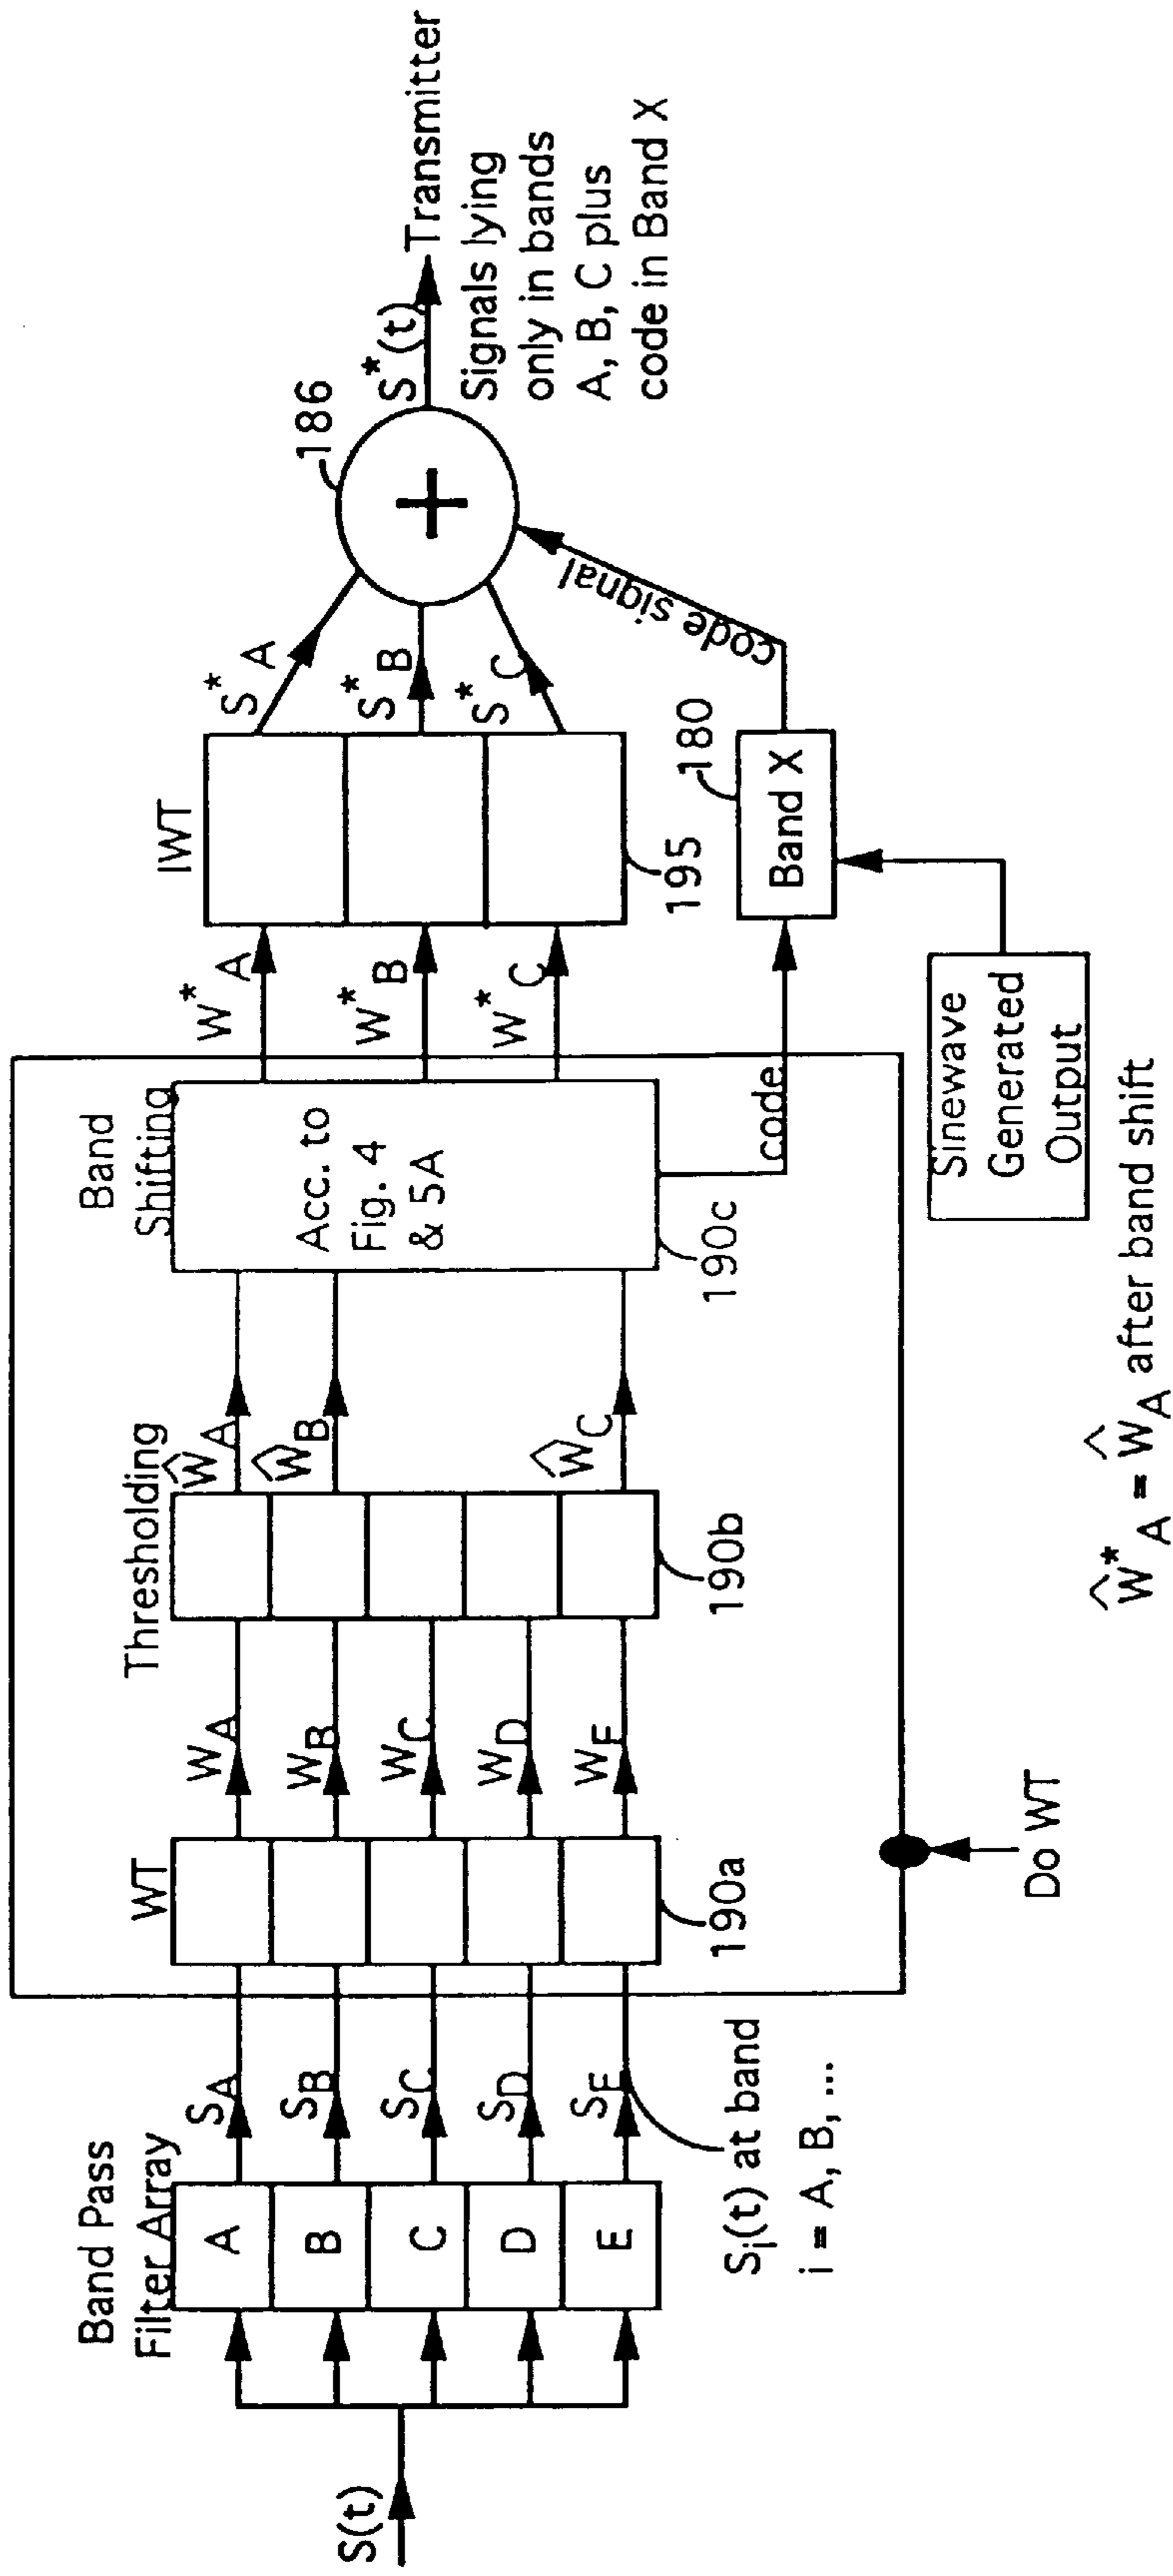 S(t)
Band Pass
Filter Array
A
B
C
D
E
S_A
S_B
S_C
S_D
S_E
S_i(t) at band
i = A, B, ...
WT
190a
W_A
W_B
W_C
W_D
W_E
Do WT
Thresholding
190b
Ŵ_A
Ŵ_B
Ŵ_C
Band
Shifting
Acc. to
Fig. 4
& 5A
190c
code
W*_A
W*_B
W*_C
IWT
195
Sinewave
Generated
Output
Band X
180
S*_A
S*_B
S*_C
code signal
186
+
S*(t)
Transmitter
Signals lying
only in bands
A, B, C plus
code in Band X
Ŵ*_A = Ŵ_A after band shift